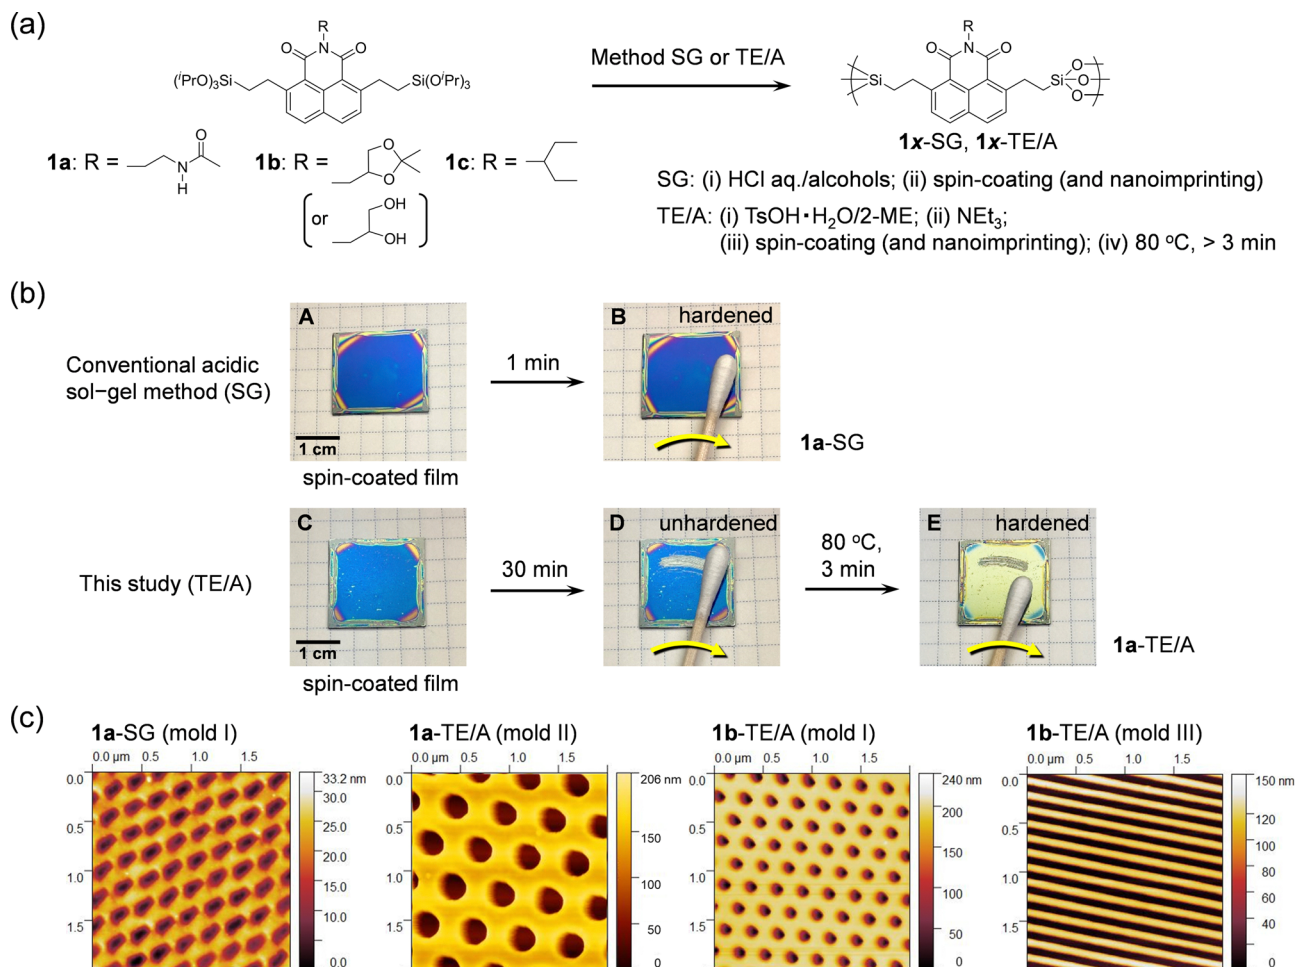 (a)
R
N
O
O
(ⁱPrO)₃Si
Si(OⁱPr)₃
Method SG or TE/A
R
N
O
O
Si
Si
O
O
O
1x-SG, 1x-TE/A
1a: R =
O
N
H
1b: R =
O
O
or
OH
OH
1c: R =
SG: (i) HCl aq./alcohols; (ii) spin-coating (and nanoimprinting)
TE/A: (i) TsOH・H₂O/2-ME; (ii) NEt₃;
(iii) spin-coating (and nanoimprinting); (iv) 80 ºC, > 3 min
(b)
Conventional acidic
sol−gel method (SG)
A
1 cm
spin-coated film
1 min
B
hardened
1a-SG
This study (TE/A)
C
1 cm
spin-coated film
30 min
D
unhardened
80 ºC,
3 min
E
hardened
1a-TE/A
(c)
1a-SG (mold I)
0.0 µm 0.5 1.0 1.5
0.0
0.5
1.0
1.5
33.2 nm
30.0
25.0
20.0
15.0
10.0
0.0
1a-TE/A (mold II)
0.0 µm 0.5 1.0 1.5
0.0
0.5
1.0
1.5
206 nm
150
100
50
0
1b-TE/A (mold I)
0.0 µm 0.5 1.0 1.5
0.0
0.5
1.0
1.5
240 nm
200
150
100
50
0
1b-TE/A (mold III)
0.0 µm 0.5 1.0 1.5
0.0
0.5
1.0
1.5
150 nm
120
100
80
60
40
0